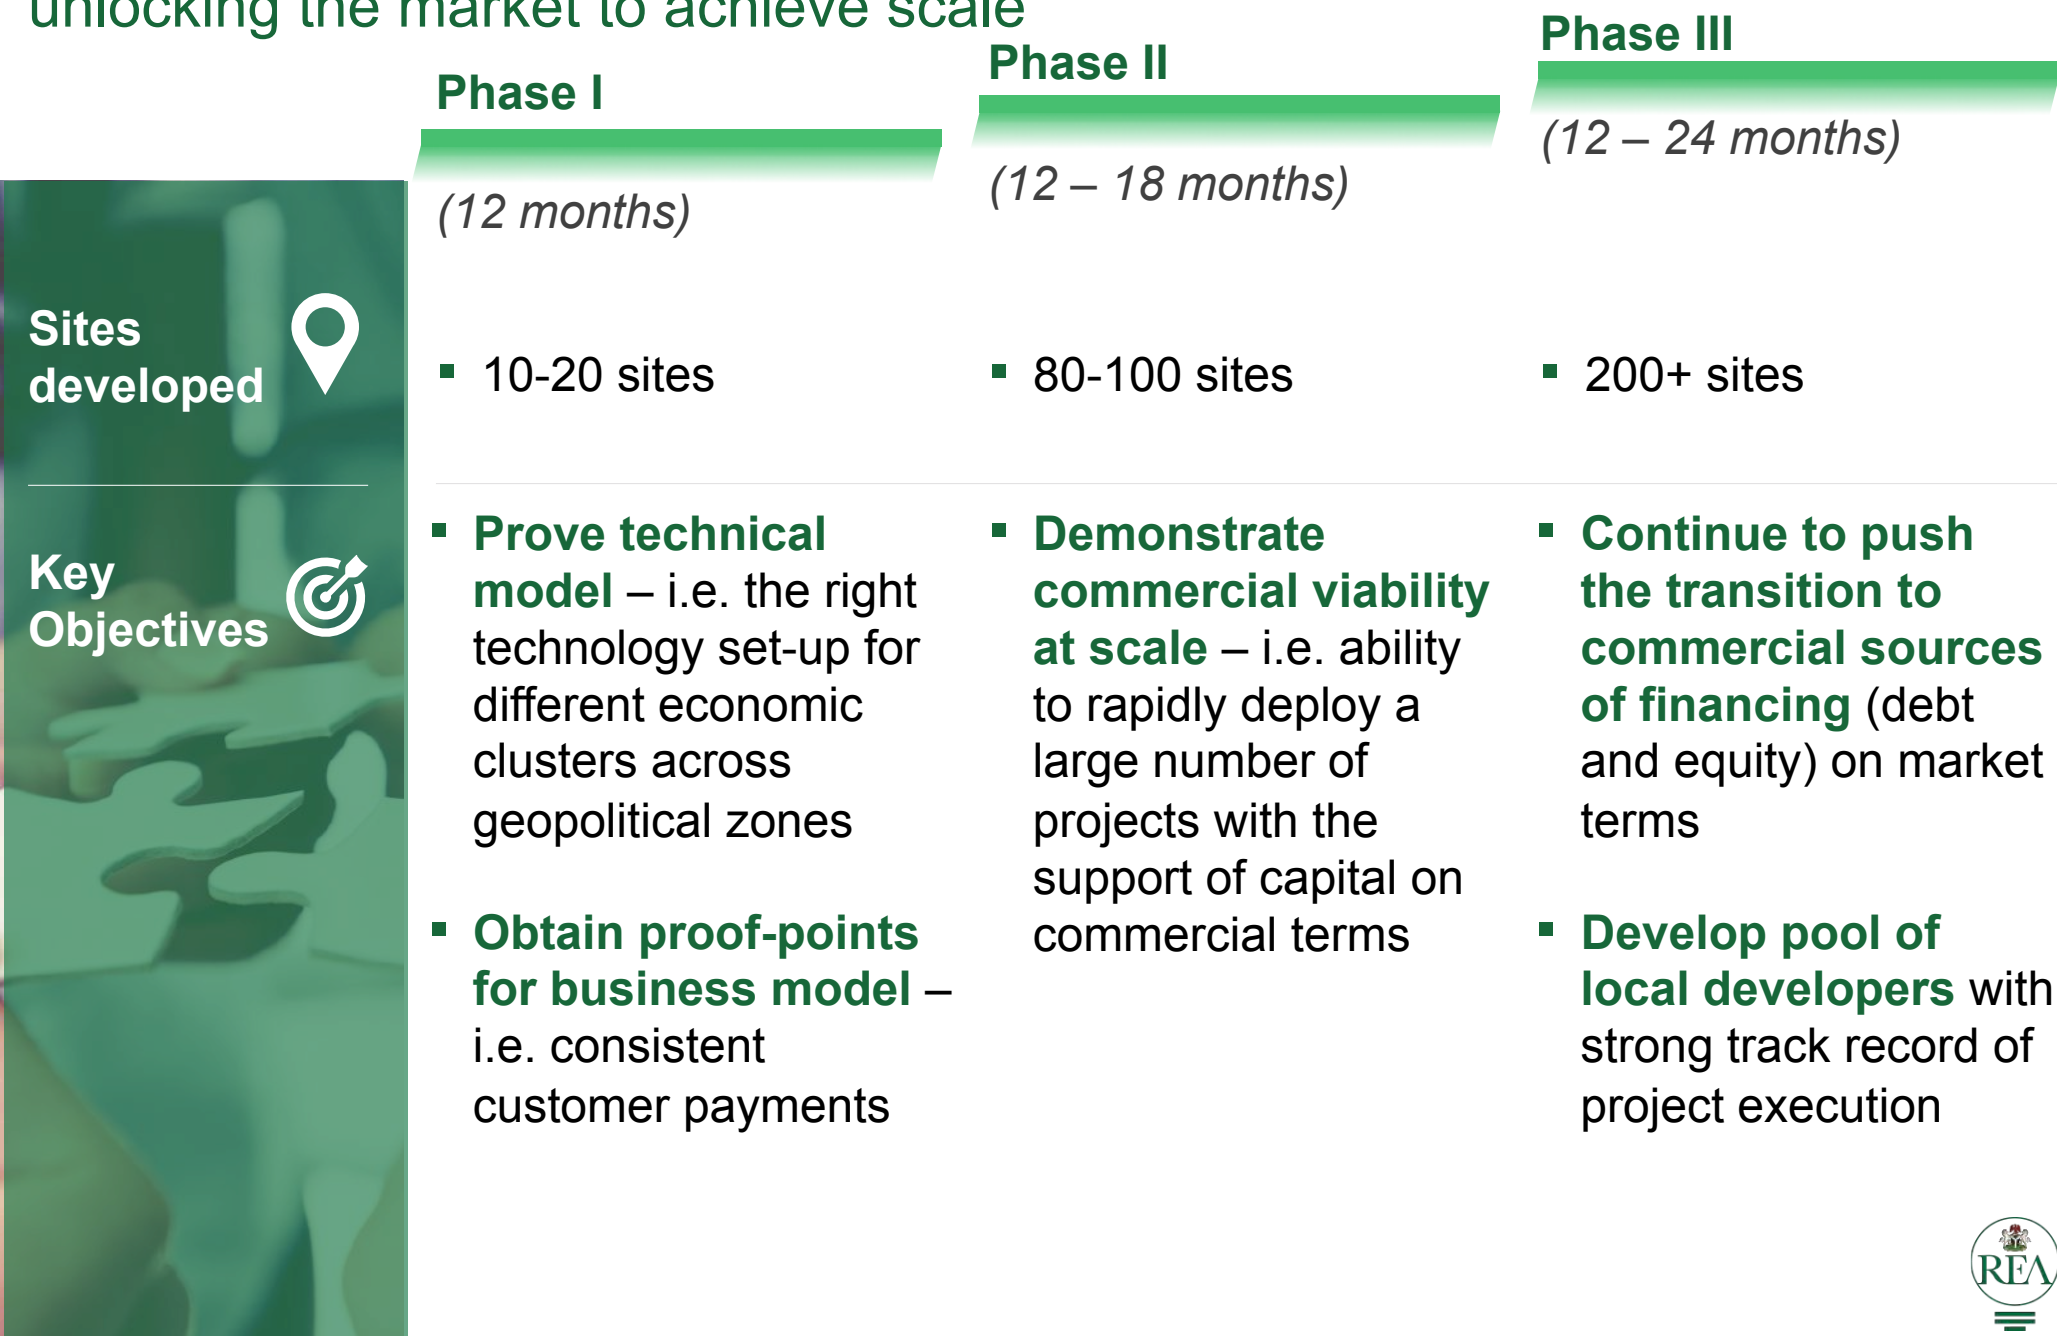 unlocking the market to achieve scale
Phase I
(12 months)
Phase II
(12 – 18 months)
Phase III
(12 – 24 months)
Sites
developed
▪ 10-20 sites
▪ 80-100 sites
▪ 200+ sites
Key
Objectives
▪ Prove technical
model – i.e. the right
technology set-up for
different economic
clusters across
geopolitical zones
▪ Obtain proof-points
for business model –
i.e. consistent
customer payments
▪ Demonstrate
commercial viability
at scale – i.e. ability
to rapidly deploy a
large number of
projects with the
support of capital on
commercial terms
▪ Continue to push
the transition to
commercial sources
of financing (debt
and equity) on market
terms
▪ Develop pool of
local developers with
strong track record of
project execution
REA